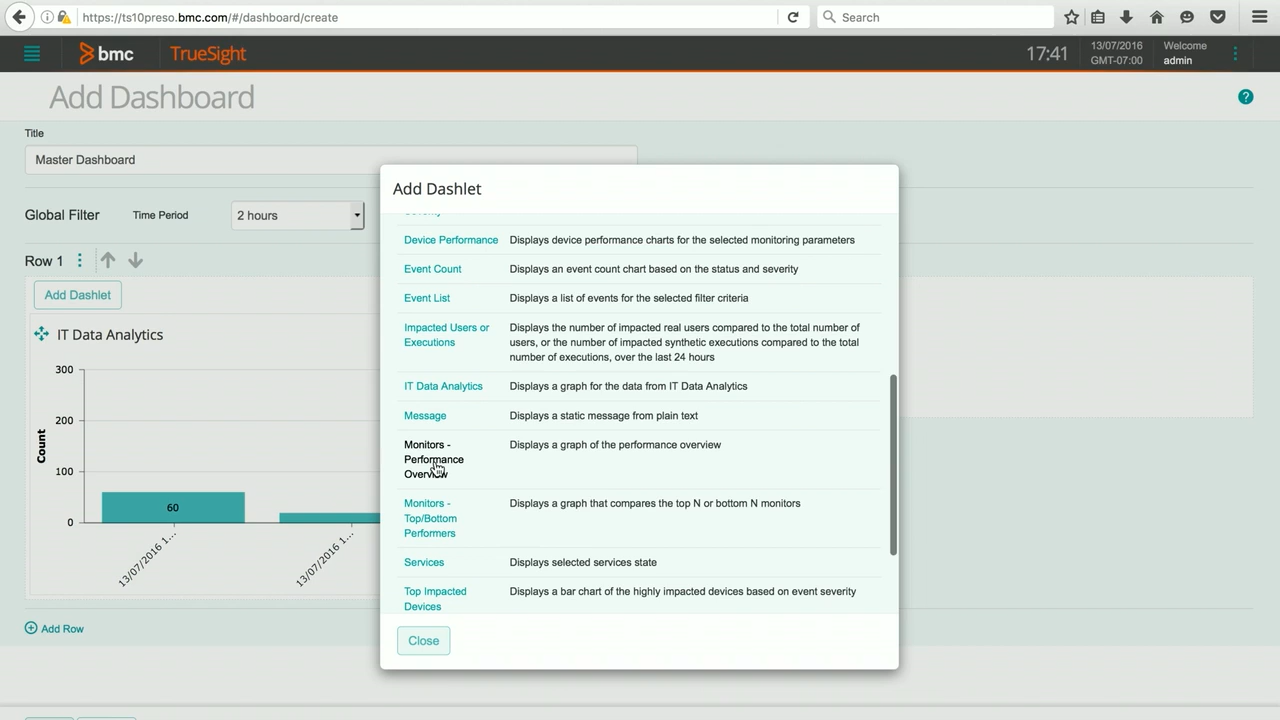 https://ts10preso.bmc.com/#/dashboard/create
Search
bmc
TrueSight
17:41
13/07/2016
GMT-07:00
Welcome
admin
Add Dashboard
?
Title
Master Dashboard
Global Filter
Time Period
2 hours
Row 1
Add Dashlet
IT Data Analytics
300
200
100
0
Count
60
13/07/2016 1...
13/07/2016 1...
Add Row
Add Dashlet
Device Performance
Displays device performance charts for the selected monitoring parameters
Event Count
Displays an event count chart based on the status and severity
Event List
Displays a list of events for the selected filter criteria
Impacted Users or
Executions
Displays the number of impacted real users compared to the total number of
users, or the number of impacted synthetic executions compared to the total
number of executions, over the last 24 hours
IT Data Analytics
Displays a graph for the data from IT Data Analytics
Message
Displays a static message from plain text
Monitors -
Performance
Overview
Displays a graph of the performance overview
Monitors -
Top/Bottom
Performers
Displays a graph that compares the top N or bottom N monitors
Services
Displays selected services state
Top Impacted
Devices
Displays a bar chart of the highly impacted devices based on event severity
Close